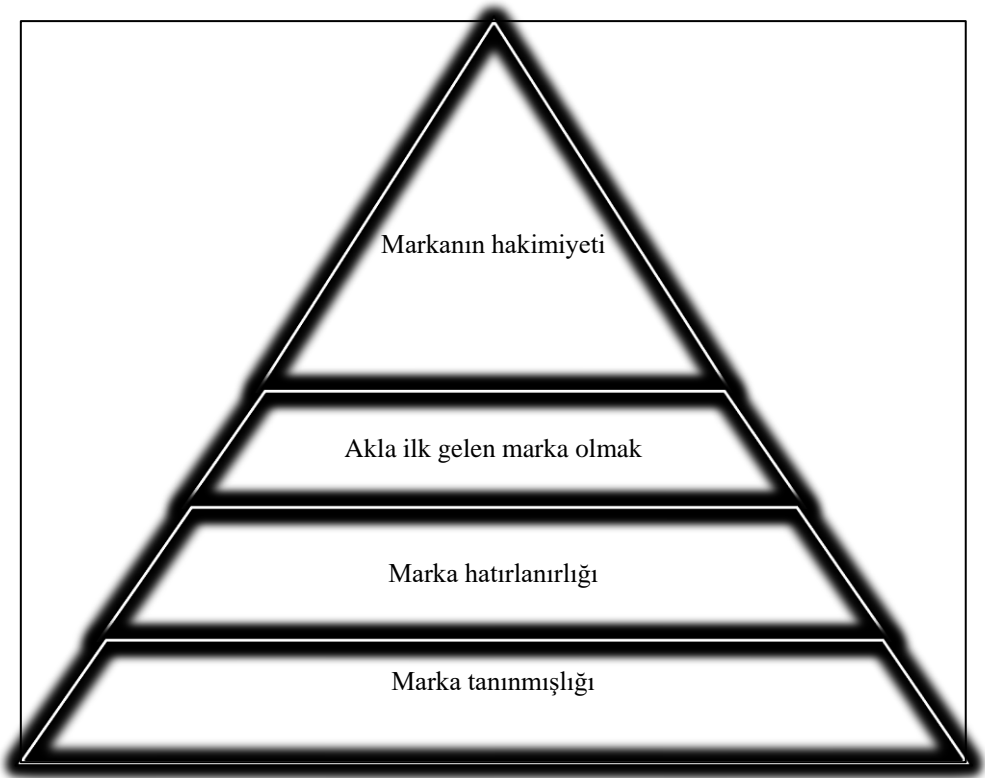 Markanın hakimiyeti
Akla ilk gelen marka olmak
Marka hatırlanırlığı
Marka tanınmışlığı